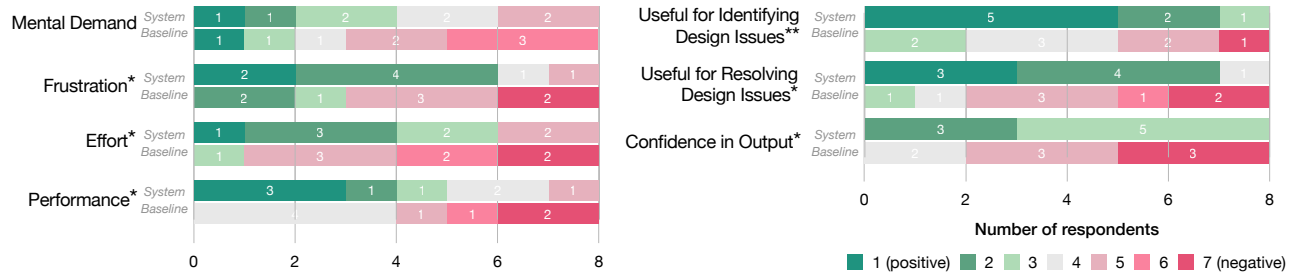 Mental Demand
System
1 1 2 2 2
Baseline
1 1 1 2 3
Frustration*
System
2 4 1 1
Baseline
2 1 3 2
Effort*
System
1 3 2 2
Baseline
1 3 2 2
Performance*
System
3 1 1 2 1
Baseline
4 1 1 2
0 2 4 6 8
Useful for Identifying
Design Issues**
System
5 2 1
Baseline
2 3 2 1
Useful for Resolving
Design Issues*
System
3 4 1
Baseline
1 1 3 1 2
Confidence in Output*
System
3 5
Baseline
2 3 3
0 2 4 6 8
Number of respondents
1 (positive) 2 3 4 5 6 7 (negative)